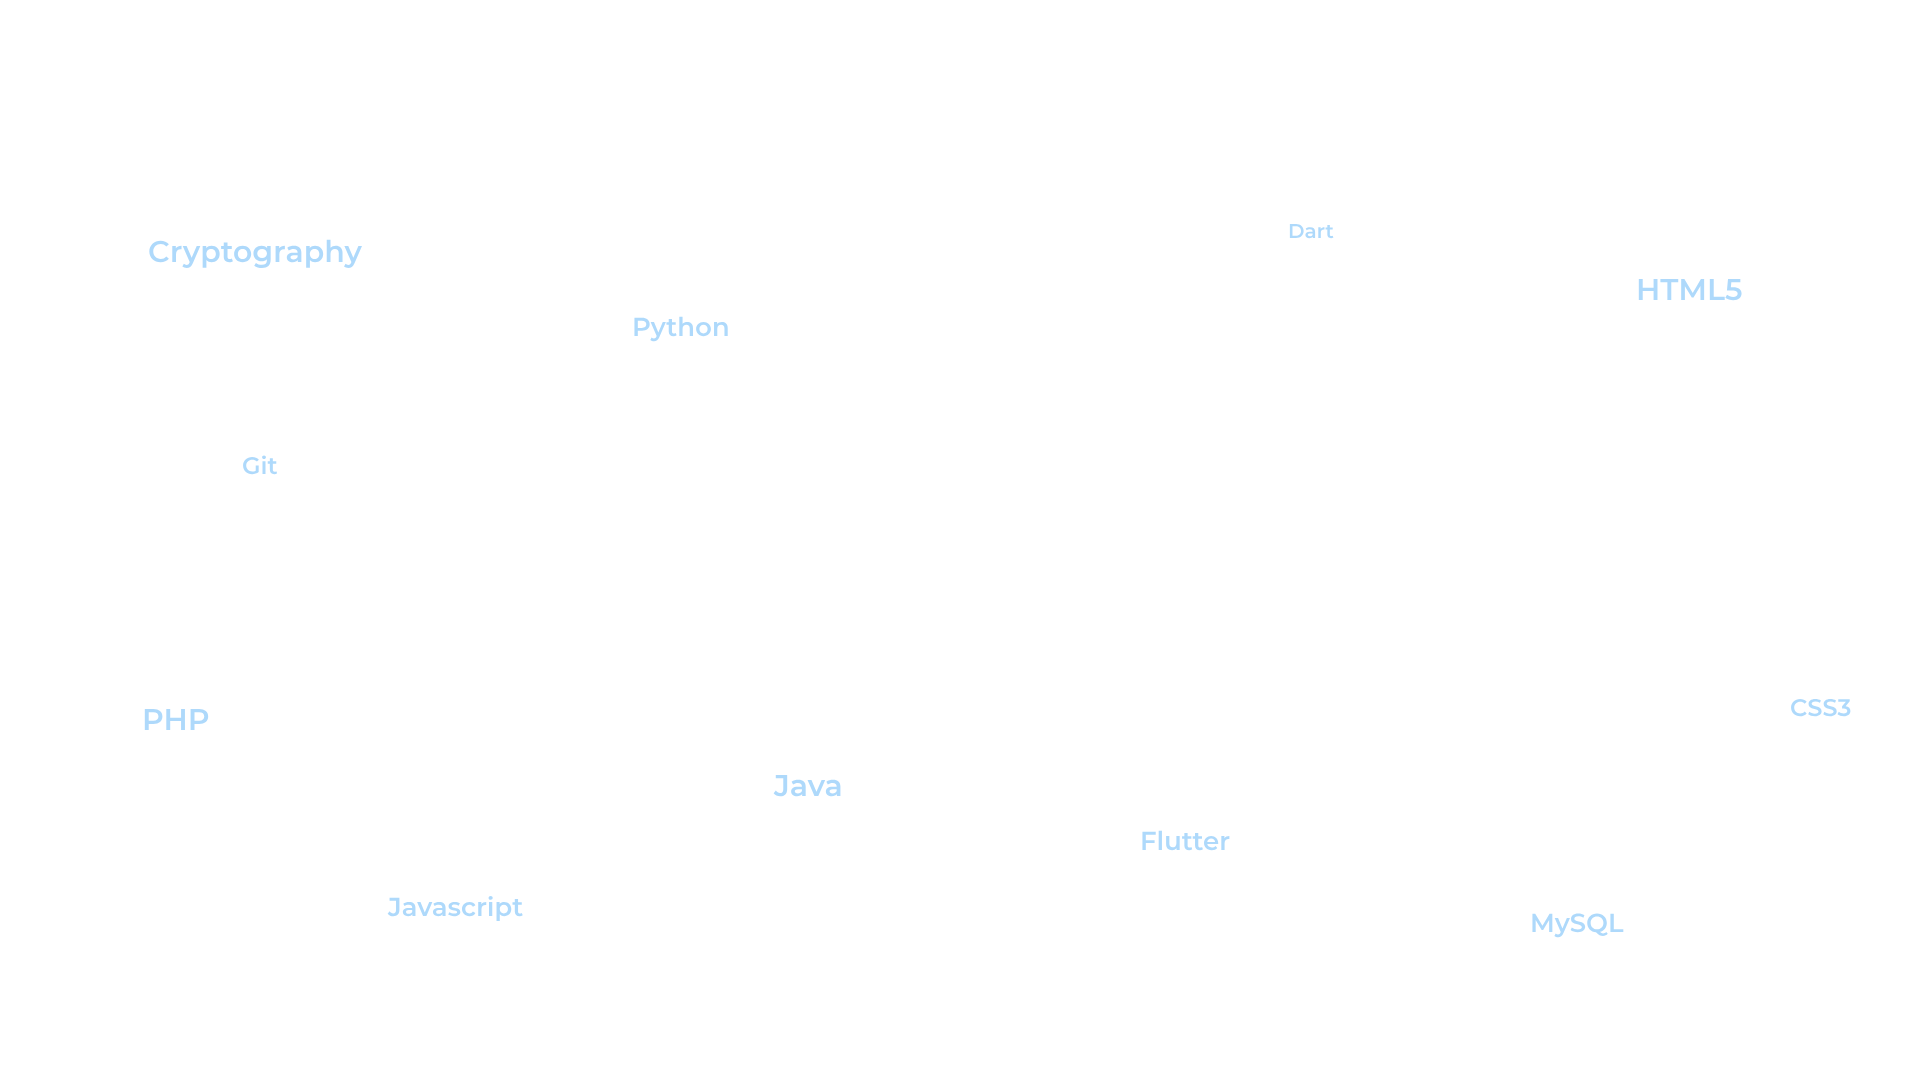 Dart
Cryptography
HTML5
Python
Git
CSS3
PHP
Java
Flutter
Javascript
MySQL